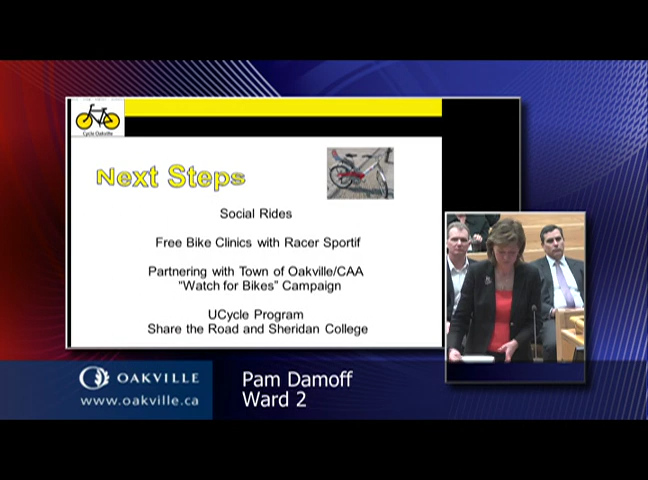 Cycle Oakville
Next Steps
Social Rides
Free Bike Clinics with Racer Sportif
Partnering with Town of Oakville/CAA
“Watch for Bikes” Campaign
UCycle Program
Share the Road and Sheridan College
OAKVILLE
www.oakville.ca
Pam Damoff
Ward 2